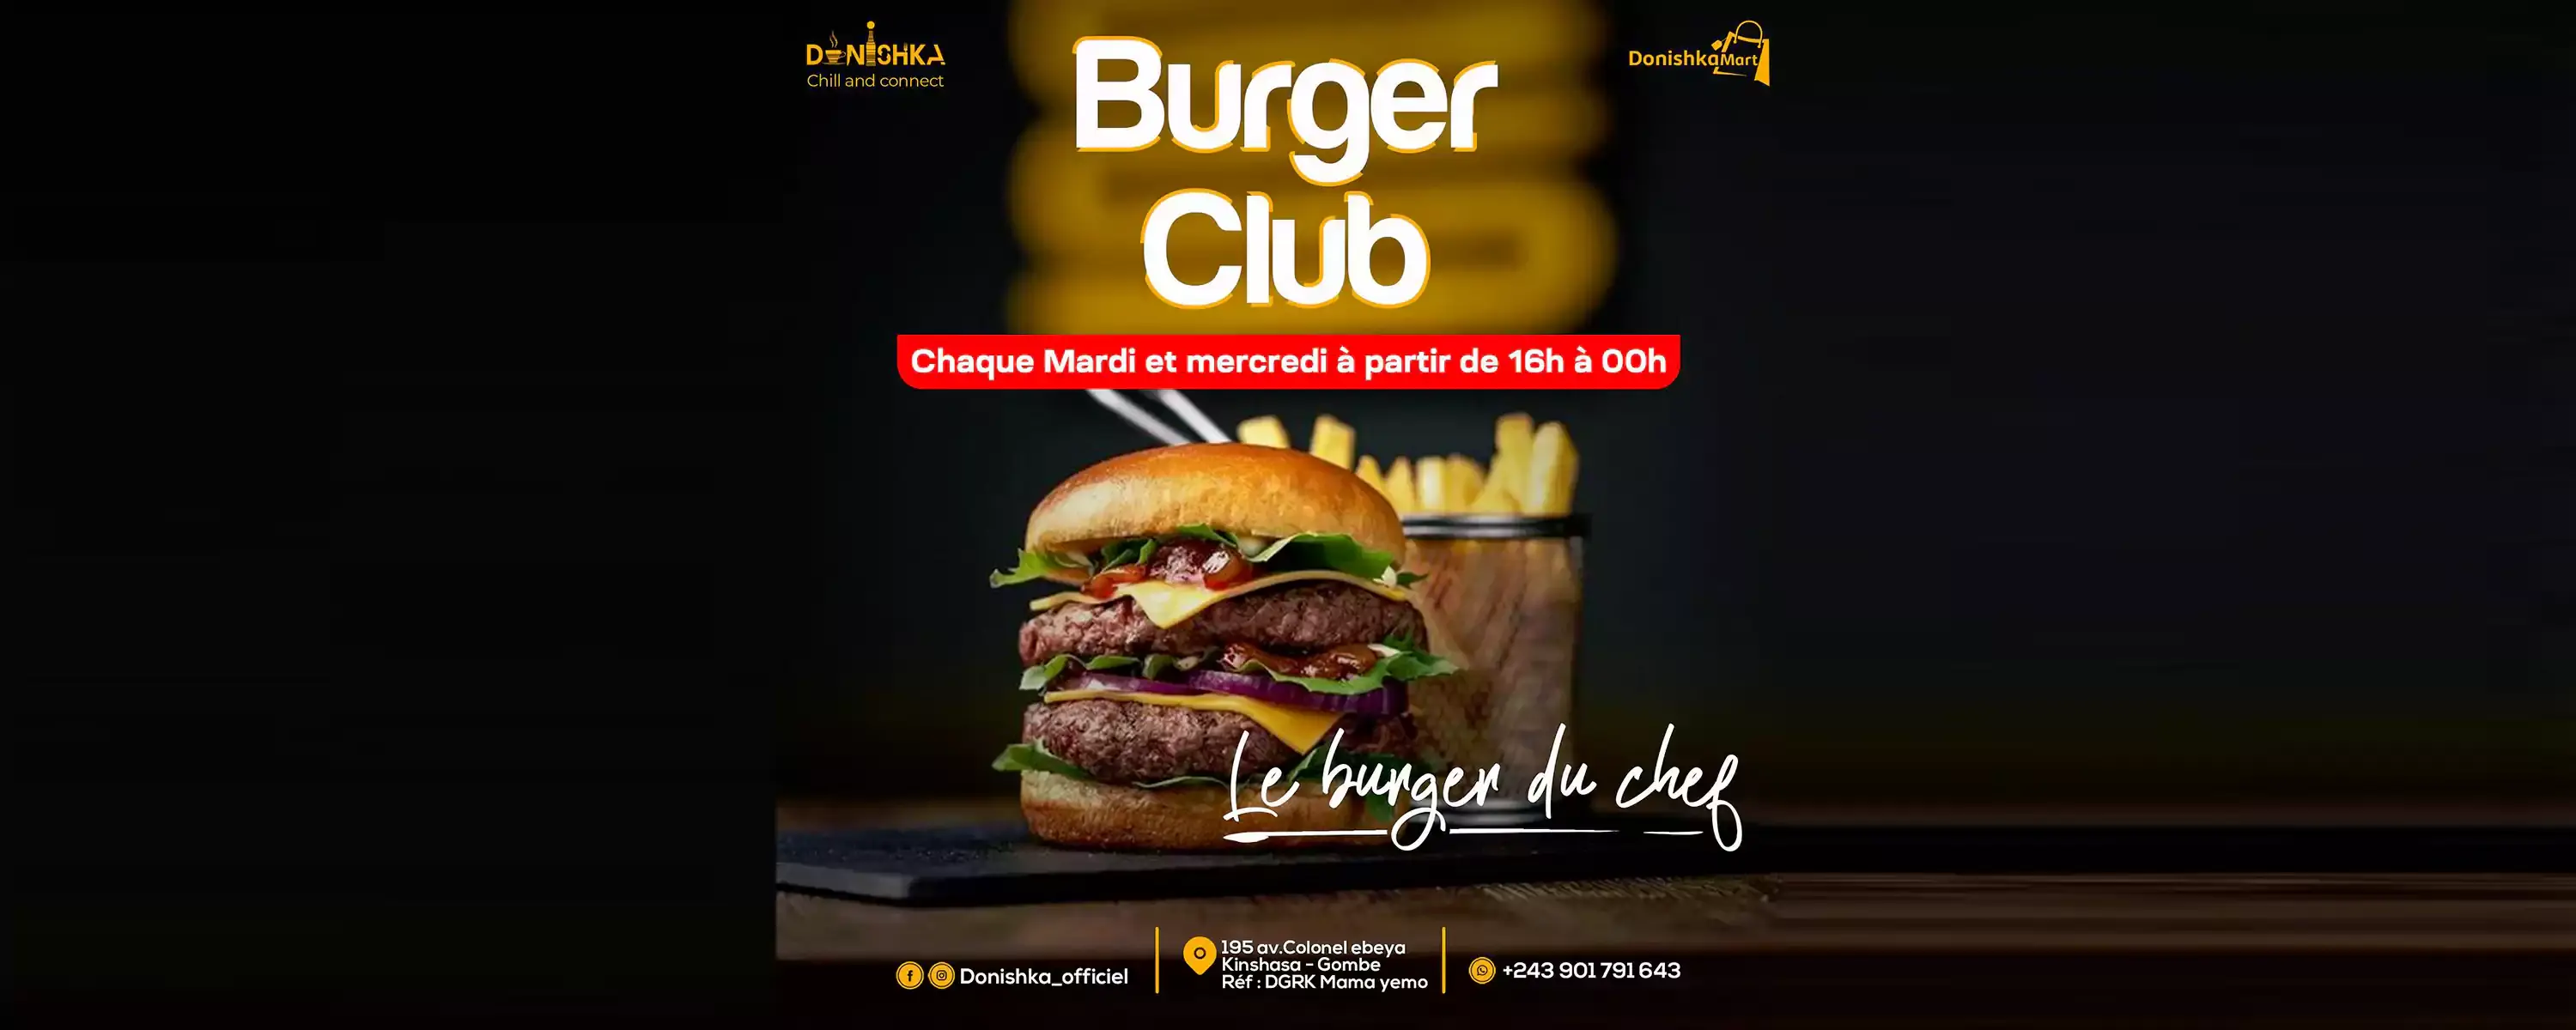 DONISHKA
Chill and connect
DonishkaMart
Burger
Club
Chaque Mardi et mercredi à partir de 16h à 00h
Le burger du chef
Donishka_officiel
195 av.Colonel ebeya
Kinshasa - Gombe
Réf : DGRK Mama yemo
+243 901 791 643